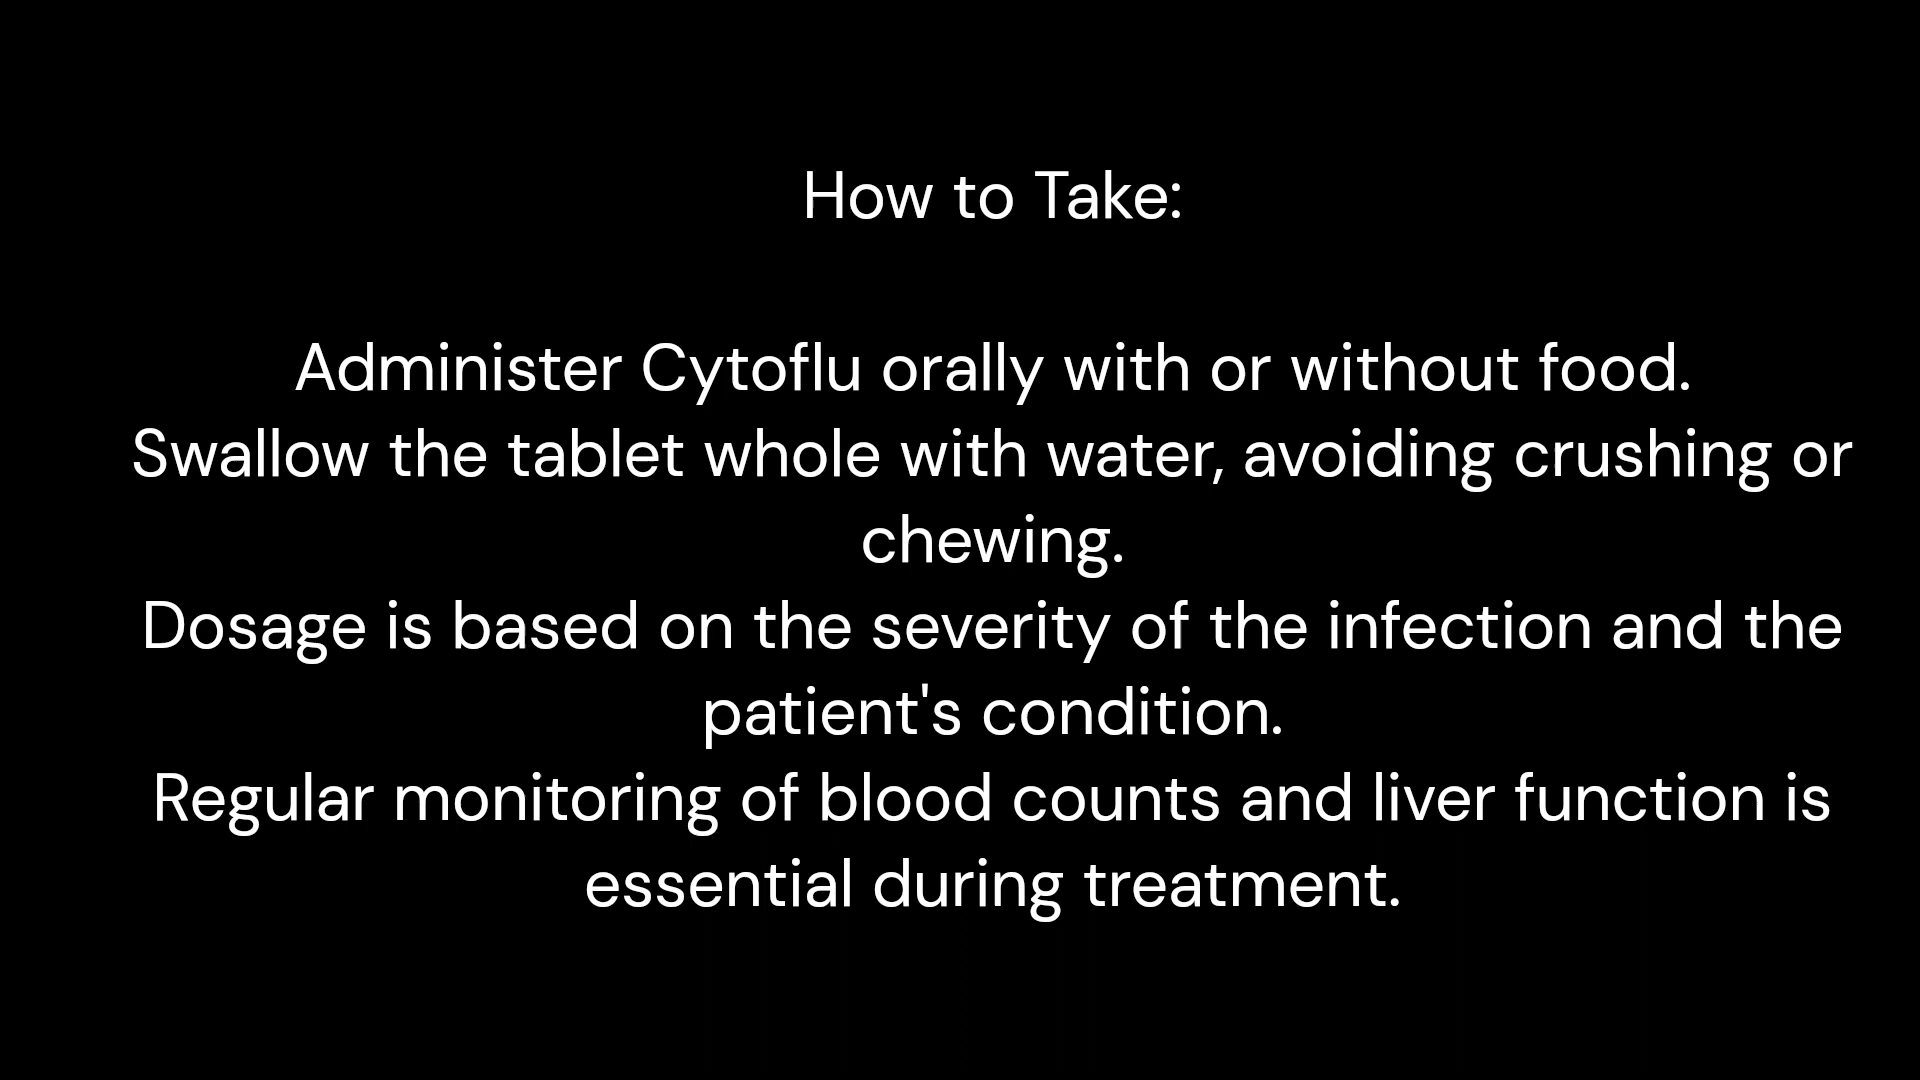 How to Take:
Administer Cytoflu orally with or without food.
Swallow the tablet whole with water, avoiding crushing or
chewing.
Dosage is based on the severity of the infection and the
patient's condition.
Regular monitoring of blood counts and liver function is
essential during treatment.